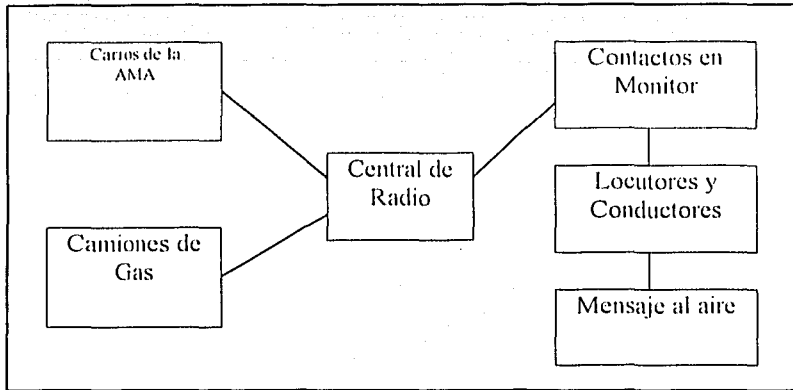 Carros de la
AMA
Camiones de
Gas
Central de
Radio
Contactos en
Monitor
Locutores y
Conductores
Mensaje al aire